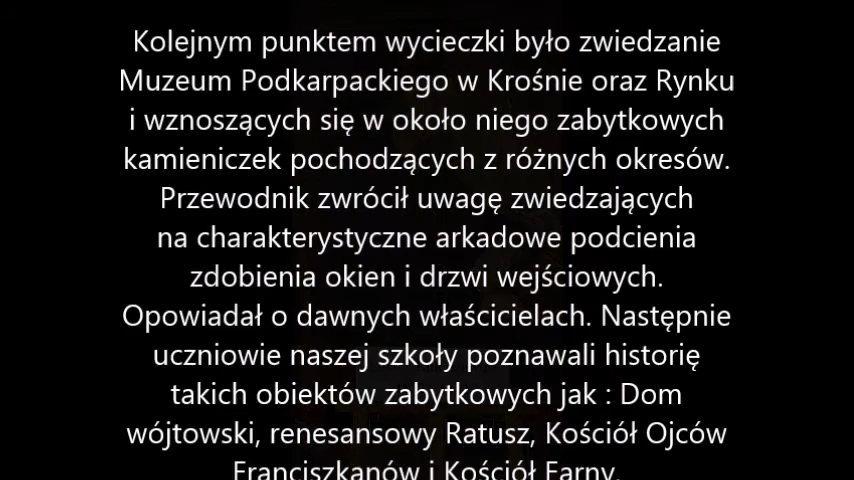 Kolejnym punktem wycieczki było zwiedzanie
Muzeum Podkarpackiego w Krośnie oraz Rynku
i wznoszących się w około niego zabytkowych
kamieniczek pochodzących z różnych okresów.
Przewodnik zwrócił uwagę zwiedzających
na charakterystyczne arkadowe podcienia
zdobienia okien i drzwi wejściowych.
Opowiadał o dawnych właścicielach. Następnie
uczniowie naszej szkoły poznawali historię
takich obiektów zabytkowych jak : Dom
wójtowski, renesansowy Ratusz, Kościół Ojców
Franciszkanów i Kościół Farny.